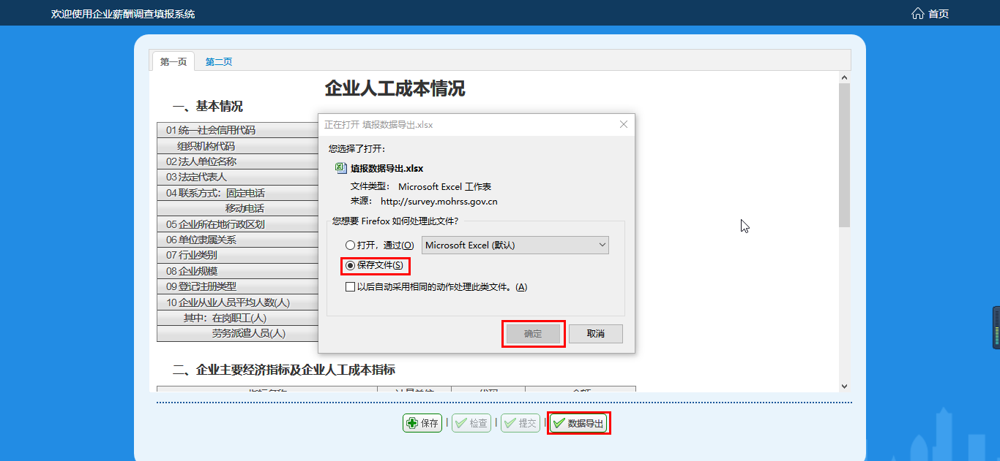 欢迎使用企业薪酬调查填报系统
首页
第一页 第二页
企业人工成本情况
一、基本情况
01 统一社会信用代码
组织机构代码
02 法人单位名称
03 法定代表人
04 联系方式：固定电话
移动电话
05 企业所在地行政区划
06 单位隶属关系
07 行业类别
08 企业规模
09 登记注册类型
10 企业从业人员平均人数(人)
其中：在岗职工(人)
劳务派遣人员(人)
正在打开 填报数据导出.xlsx
您选择了打开：
填报数据导出.xlsx
文件类型： Microsoft Excel 工作表
来源： http://survey.mohrss.gov.cn
您想要 Firefox 如何处理此文件？
打开，通过(O) Microsoft Excel (默认)
保存文件(S)
以后自动采用相同的动作处理此类文件。(A)
确定 取消
二、企业主要经济指标及企业人工成本指标
指标名称 计量单位 代码 金额
保存 | 检查 | 提交 | 数据导出